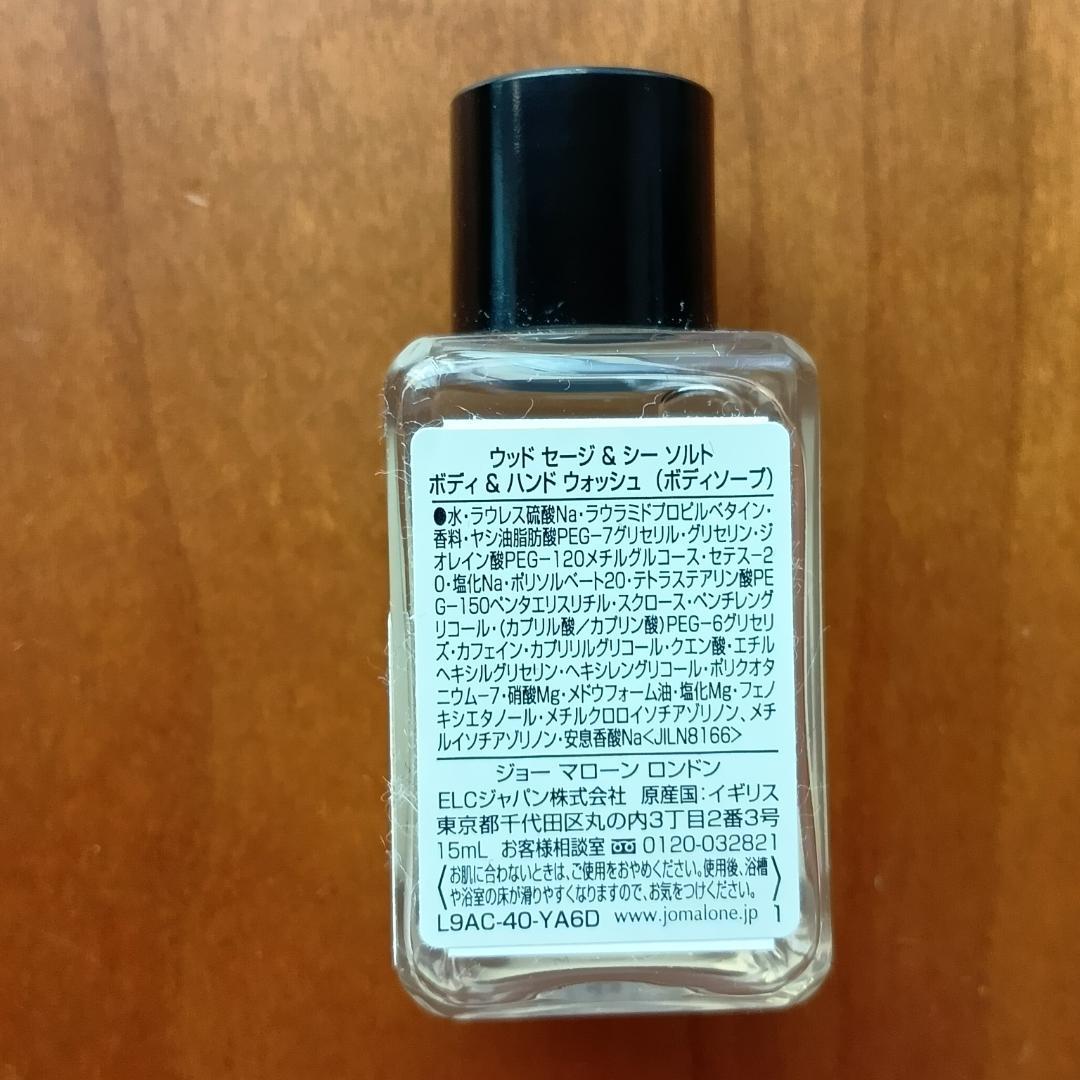 ウッド セージ & シー ソルト
ボディ & ハンド ウォッシュ（ボディソープ）
●水・ラウレス硫酸Na・ラウラミドプロピルベタイン・
香料・ヤシ油脂肪酸PEG-7グリセリル・グリセリン・ジ
オレイン酸PEG-120メチルグルコース・セテス-2
0・塩化Na・ポリソルベート20・テトラステアリン酸PE
G-150ペンタエリスリチル・スクロース・ペンチレング
リコール・（カプリル酸／カプリン酸）PEG-6グリセリ
ズ・カフェイン・カプリリルグリコール・クエン酸・エチル
ヘキシルグリセリン・ヘキシレングリコール・ポリクオタ
ニウム-7・硝酸Mg・メドウフォーム油・塩化Mg・フェノ
キシエタノール・メチルクロロイソチアゾリノン、メチ
ルイソチアゾリノン・安息香酸Na<JILN8166>
ジョー マローン ロンドン
ELCジャパン株式会社 原産国：イギリス
東京都千代田区丸の内3丁目2番3号
15mL お客様相談室 0120-032821
〈お肌に合わないときは、ご使用をおやめください。使用後、浴槽
や浴室の床が滑りやすくなりますので、お気をつけください。〉
L9AC-40-YA6D www.jomalone.jp 1